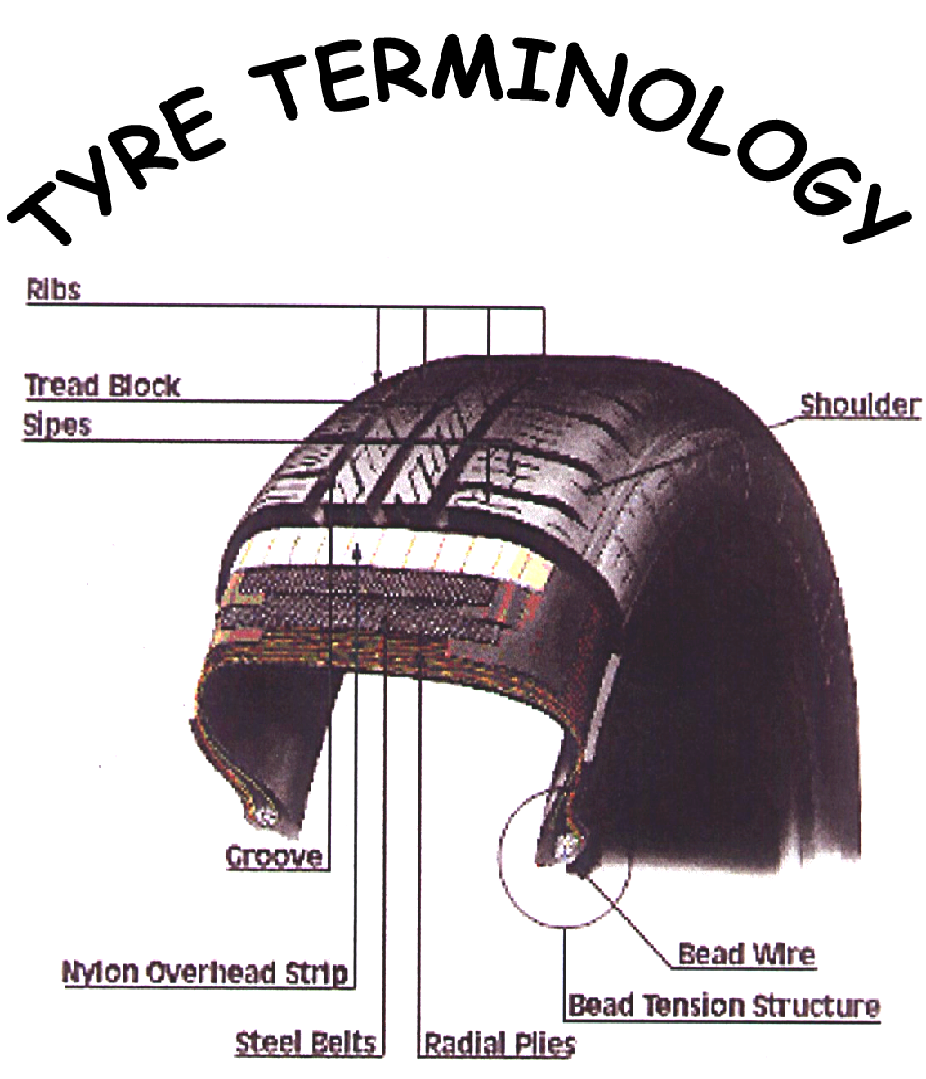 TYRE TERMINOLOGY
Ribs
Tread Block
Shoulder
Sipes
Groove
Bead Wire
Nylon Overhead Strip
Bead Tension Structure
Steel Belts
Radial Plies